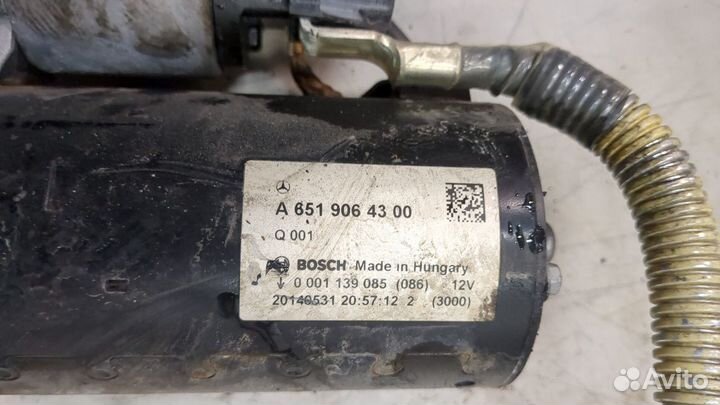 A 651 906 43 00
Q 001
BOSCH Made in Hungary
0 001 139 085 (086) 12V
20140531 20:57:12 2 (3000)
Avito